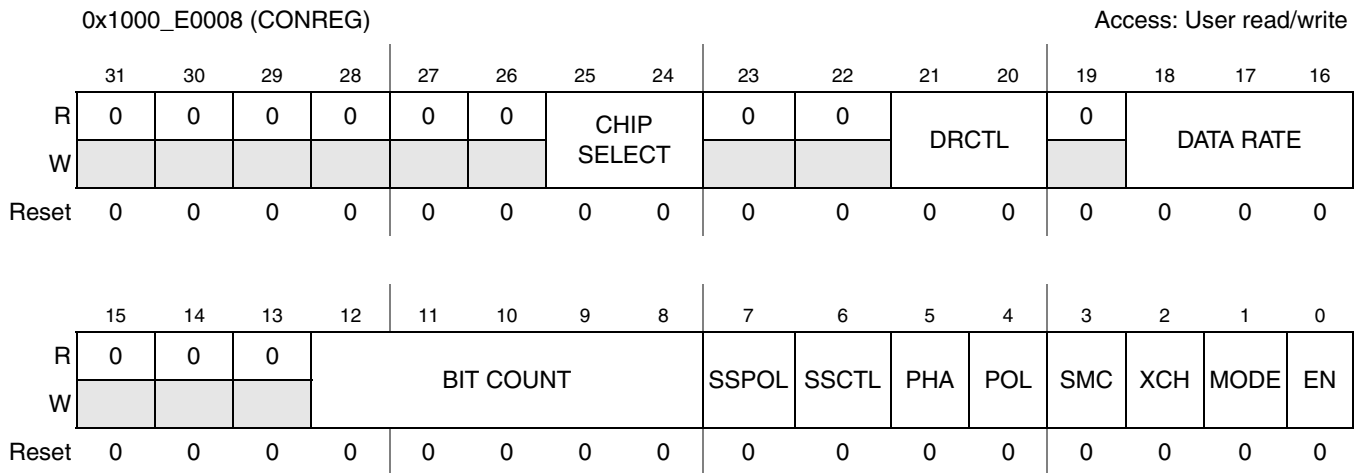 0x1000_E0008 (CONREG) Access: User read/write
31 30 29 28 27 26 25 24 23 22 21 20 19 18 17 16
R 0 0 0 0 0 0 CHIP SELECT 0 0 DRCTL 0 DATA RATE
W
Reset 0 0 0 0 0 0 0 0 0 0 0 0 0 0 0 0
15 14 13 12 11 10 9 8 7 6 5 4 3 2 1 0
R 0 0 0 BIT COUNT SSPOL SSCTL PHA POL SMC XCH MODE EN
W
Reset 0 0 0 0 0 0 0 0 0 0 0 0 0 0 0 0